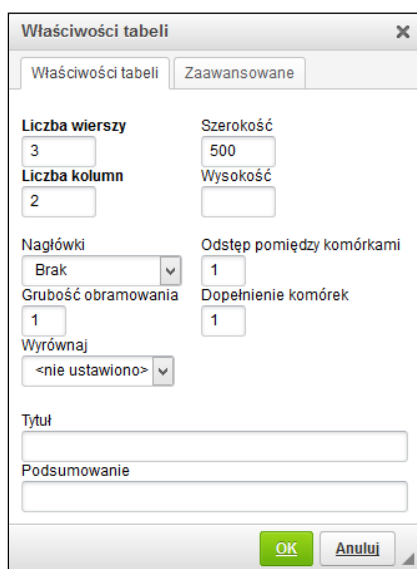 Właściwości tabeli
Właściwości tabeli Zaawansowane
Liczba wierszy Szerokość
3 500
Liczba kolumn Wysokość
2
Nagłówki Odstęp pomiędzy komórkami
Brak 1
Grubość obramowania Dopełnienie komórek
1 1
Wyrównaj
<nie ustawiono>
Tytuł
Podsumowanie
OK Anuluj